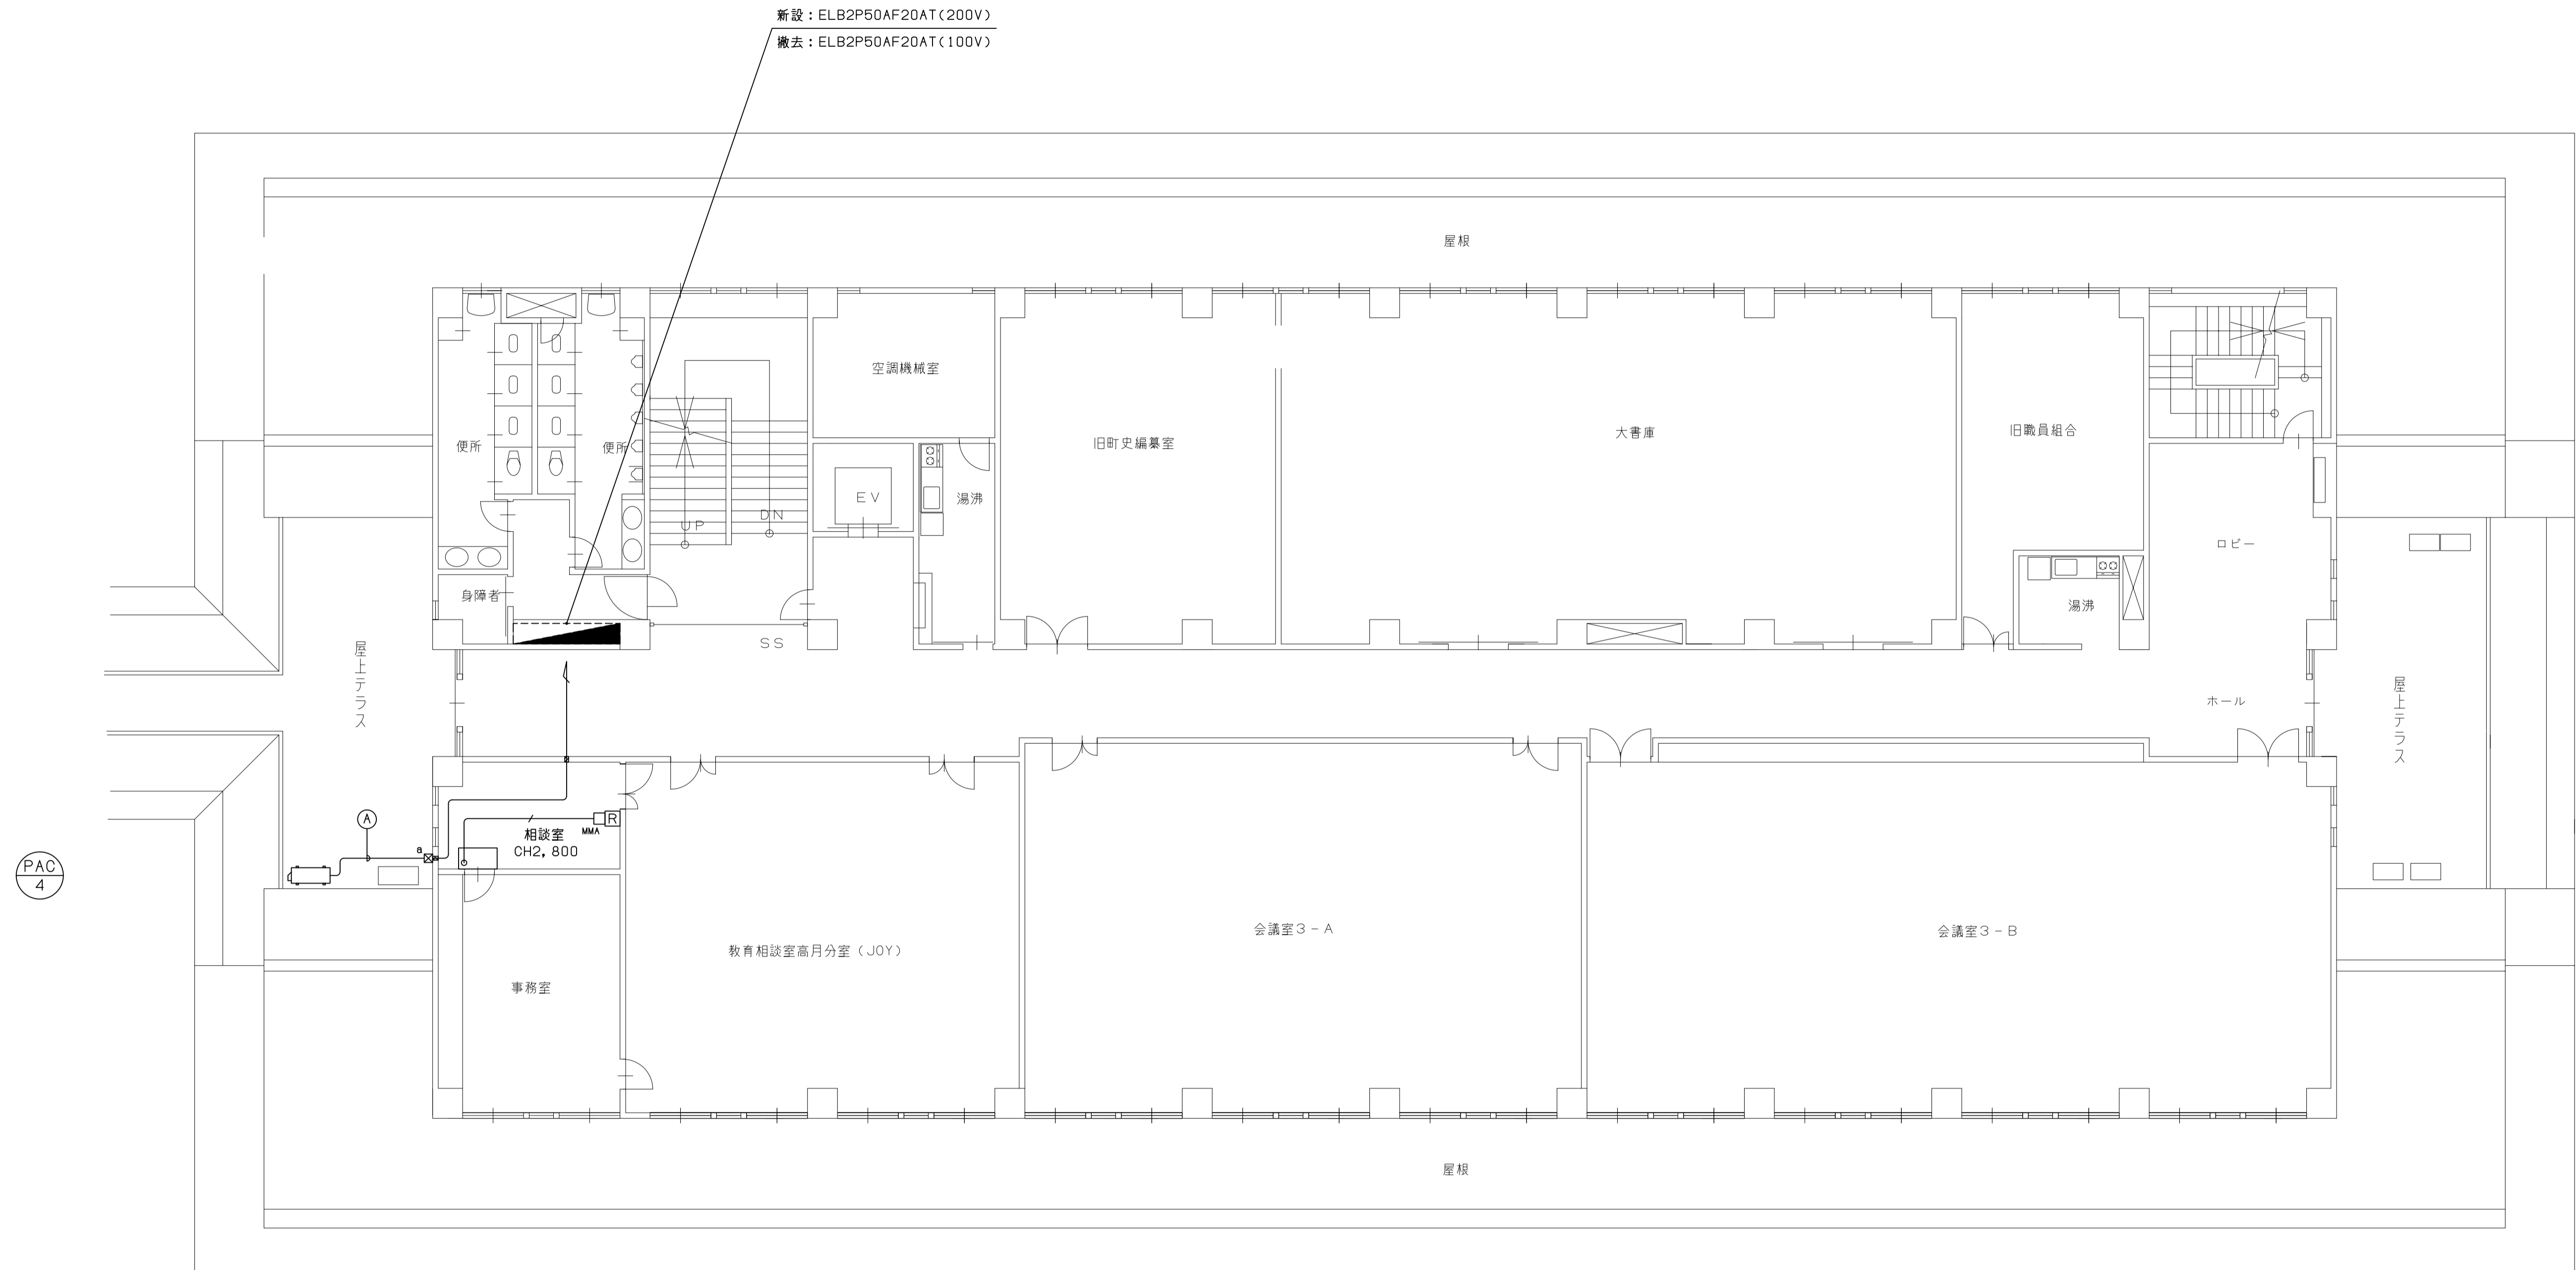 新設：ELB2P50AF20AT(200V)
撤去：ELB2P50AF20AT(100V)
屋根
空調機械室
便所
便所
旧町史編纂室
大書庫
旧職員組合
EV
湯沸
UP
DN
ロビー
身障者
湯沸
SS
屋上テラス
ホール
屋上テラス
A
R
MMA
相談室
CH2,800
a
PAC
4
会議室3-A
会議室3-B
教育相談室高月分室（JOY）
事務室
屋根